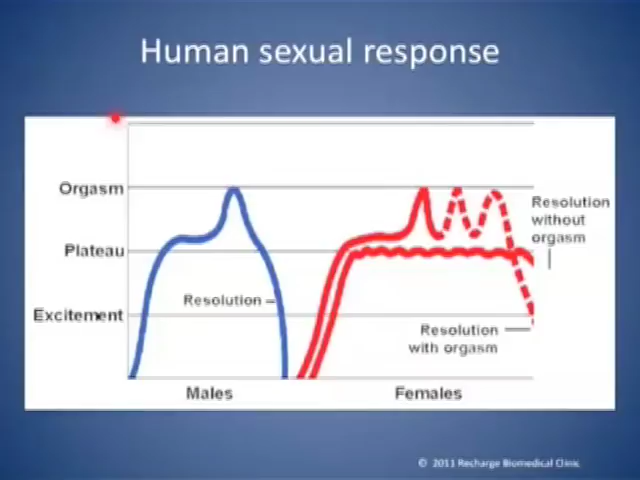 Human sexual response
Orgasm
Plateau
Excitement
Resolution
Males
Females
Resolution
without
orgasm
Resolution
with orgasm
© 2011 Recharge Biomedical Clinic